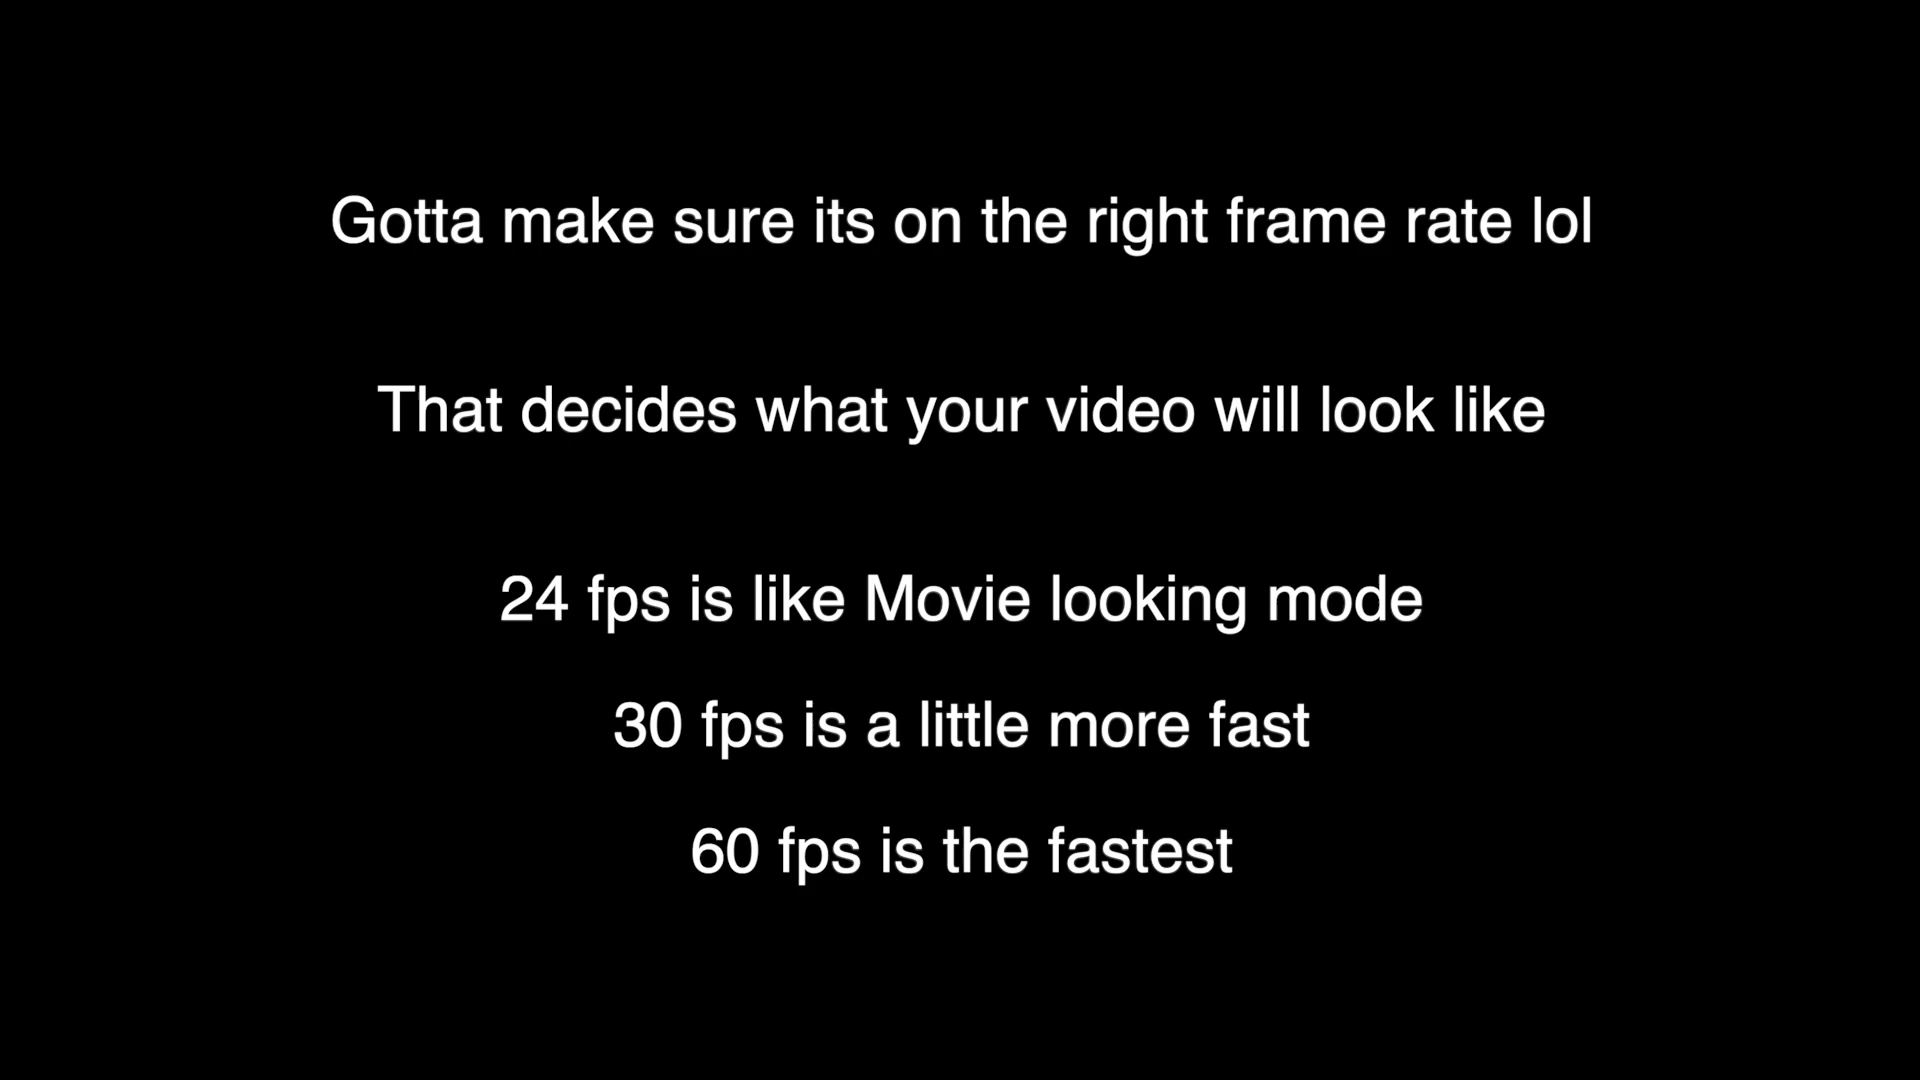 Gotta make sure its on the right frame rate lol
That decides what your video will look like
24 fps is like Movie looking mode
30 fps is a little more fast
60 fps is the fastest